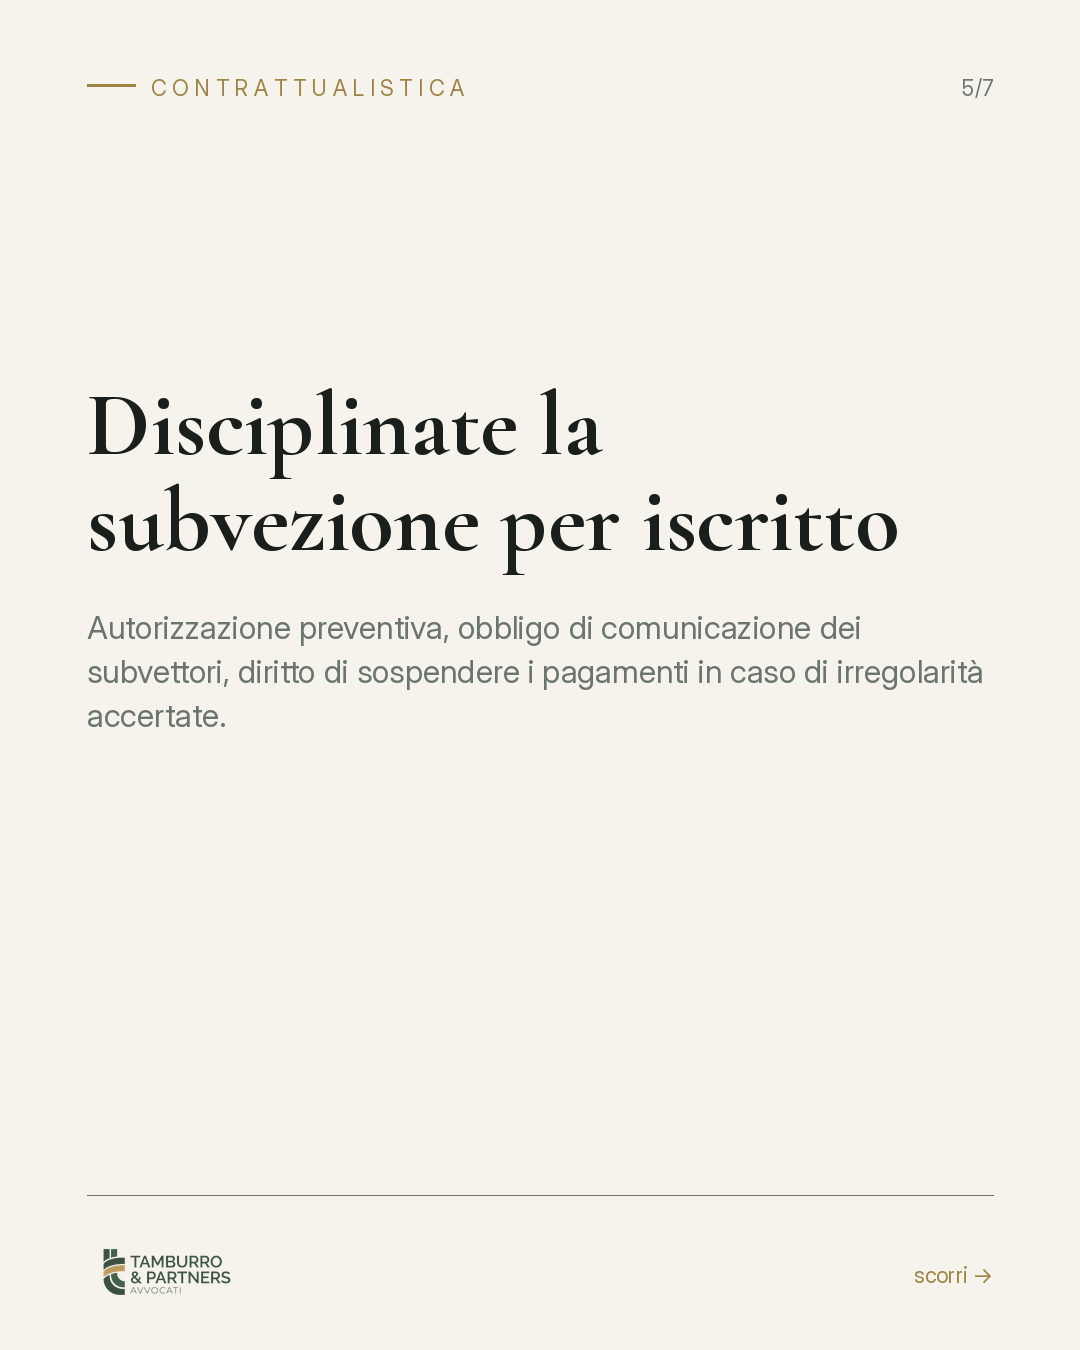 CONTRATTUALISTICA
5/7
Disciplinate la
subvezione per iscritto
Autorizzazione preventiva, obbligo di comunicazione dei
subvettori, diritto di sospendere i pagamenti in caso di irregolarità
accertate.
TAMBURRO
& PARTNERS
AVVOCATI
scorri →